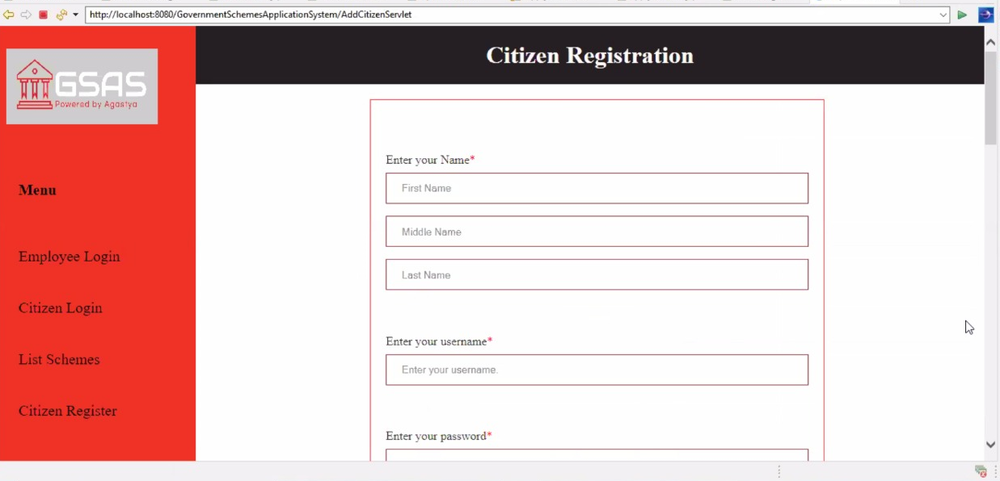 http://localhost:8080/GovernmentSchemesApplicationSystem/AddCitizenServlet
GSAS
Powered by Agastya
Menu
Employee Login
Citizen Login
List Schemes
Citizen Register
Citizen Registration
Enter your Name*
First Name
Middle Name
Last Name
Enter your username*
Enter your username.
Enter your password*